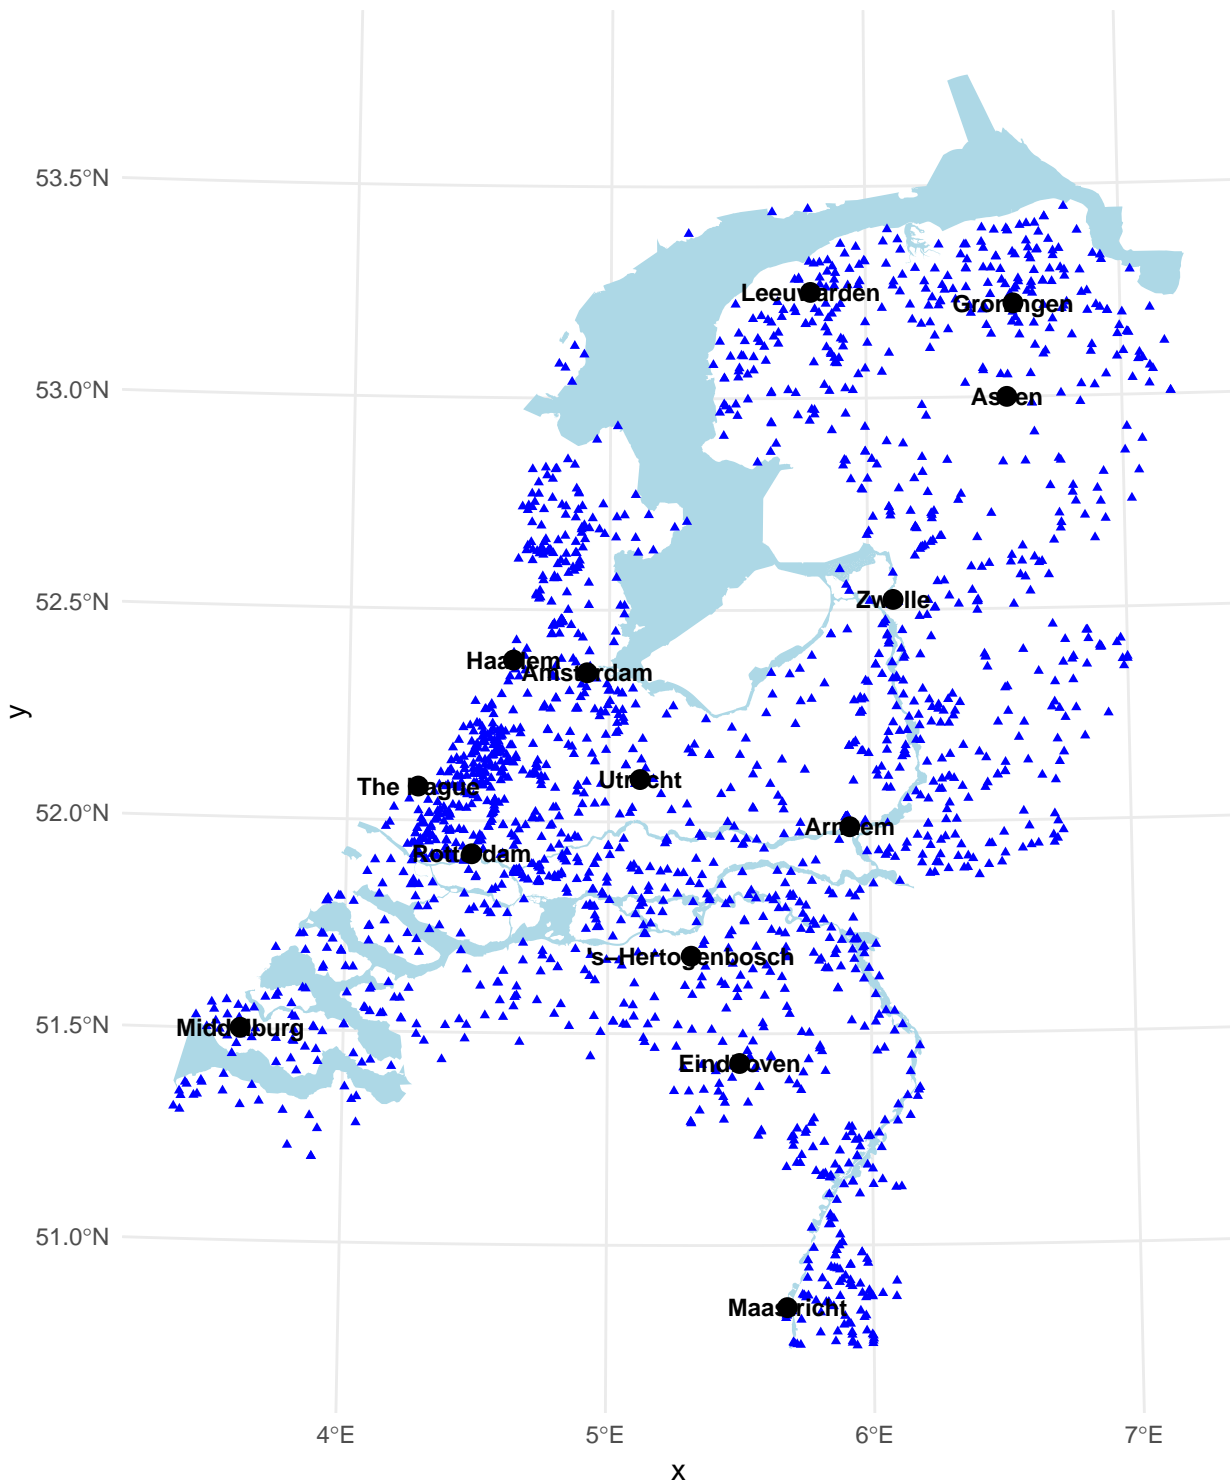 53.5°N
Leeuwarden
Groningen
53.0°N
Assen
52.5°N
Zwolle
Haarlem
Amsterdam
y
Utrecht
The Hague
52.0°N
Arnhem
Rotterdam
's–Hertogenbosch
51.5°N
Middelburg
Eindhoven
51.0°N
Maastricht
4°E 5°E 6°E 7°E
x